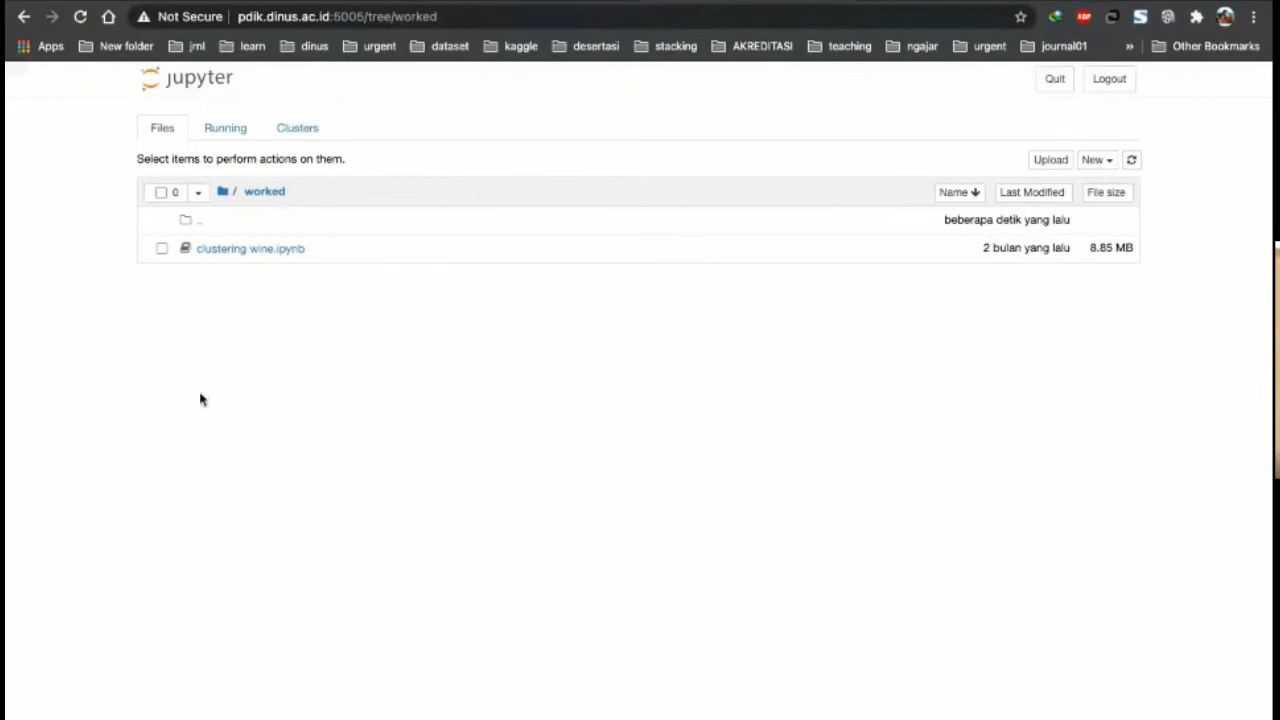 Not Secure pdik.dinus.ac.id:5005/tree/worked
Apps New folder jml learn dinus urgent dataset kaggle desertasi stacking AKREDITASI teaching ngajar urgent journal01 » Other Bookmarks
jupyter Quit Logout
Files Running Clusters
Select items to perform actions on them. Upload New
0 / worked Name Last Modified File size
.. beberapa detik yang lalu
clustering wine.ipynb 2 bulan yang lalu 8.85 MB